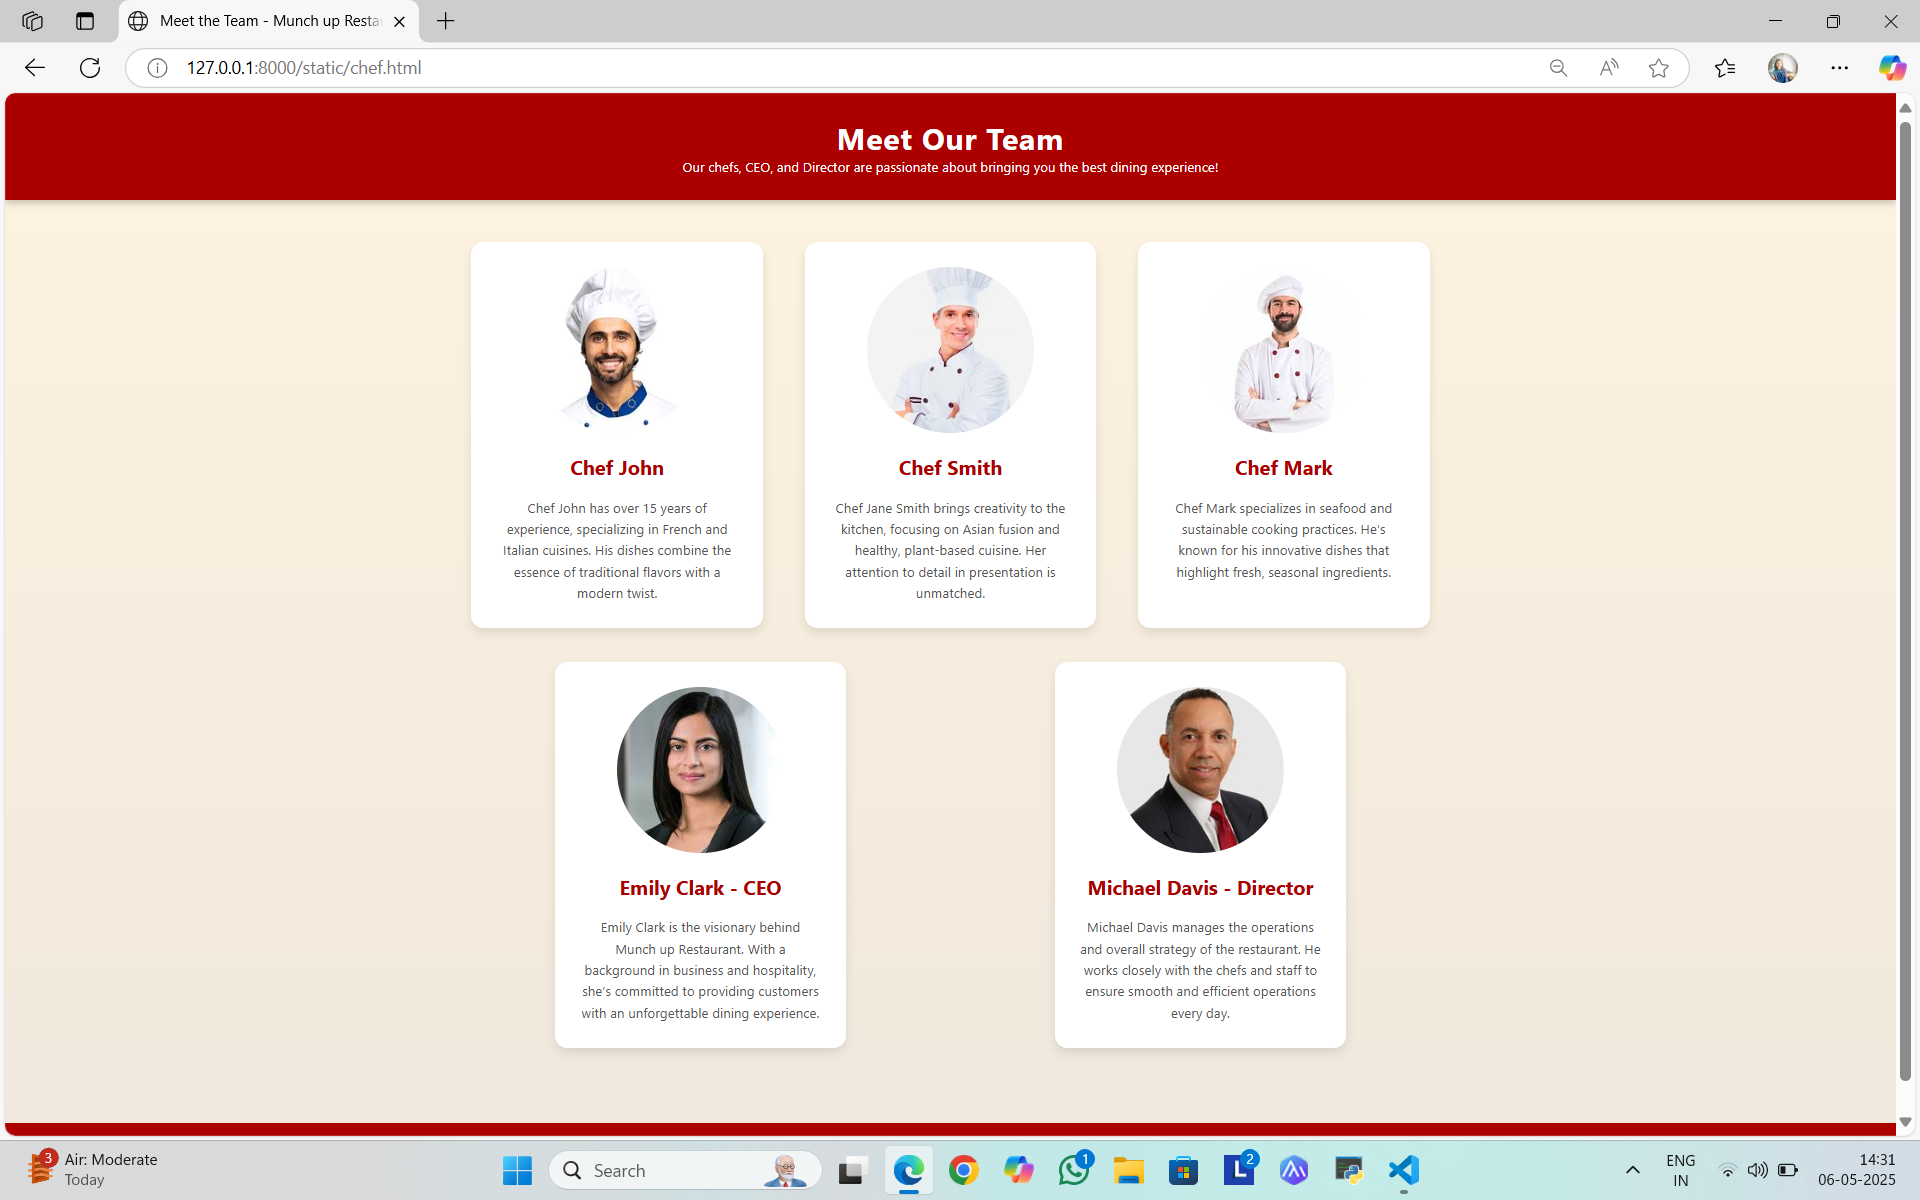 Meet the Team - Munch up Resta
127.0.0.1:8000/static/chef.html
Meet Our Team
Our chefs, CEO, and Director are passionate about bringing you the best dining experience!
Chef John
Chef John has over 15 years of
experience, specializing in French and
Italian cuisines. His dishes combine the
essence of traditional flavors with a
modern twist.
Chef Smith
Chef Jane Smith brings creativity to the
kitchen, focusing on Asian fusion and
healthy, plant-based cuisine. Her
attention to detail in presentation is
unmatched.
Chef Mark
Chef Mark specializes in seafood and
sustainable cooking practices. He's
known for his innovative dishes that
highlight fresh, seasonal ingredients.
Emily Clark - CEO
Emily Clark is the visionary behind
Munch up Restaurant. With a
background in business and hospitality,
she's committed to providing customers
with an unforgettable dining experience.
Michael Davis - Director
Michael Davis manages the operations
and overall strategy of the restaurant. He
works closely with the chefs and staff to
ensure smooth and efficient operations
every day.
3
Air: Moderate
Today
Search
1
L
2
ENG
IN
14:31
06-05-2025